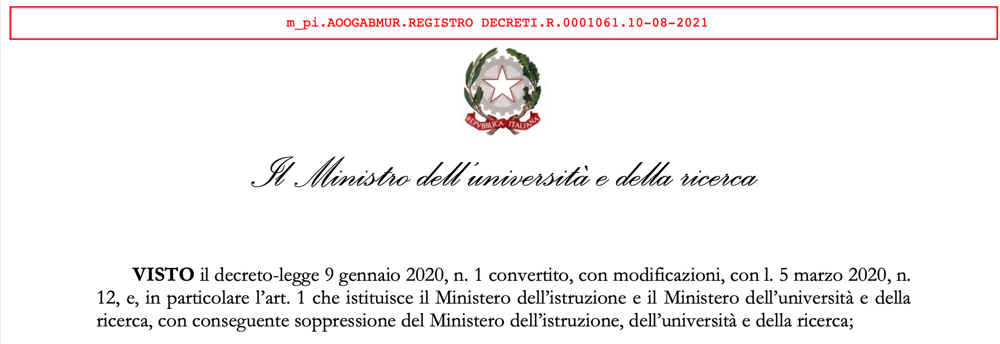 m_pi.AOOGABMUR.REGISTRO DECRETI.R.0001061.10-08-2021
REPVBBLICA ITALIANA
Il Ministro dell'università e della ricerca
VISTO il decreto-legge 9 gennaio 2020, n. 1 convertito, con modificazioni, con l. 5 marzo 2020, n.
12, e, in particolare l’art. 1 che istituisce il Ministero dell’istruzione e il Ministero dell’università e della
ricerca, con conseguente soppressione del Ministero dell’istruzione, dell’università e della ricerca;